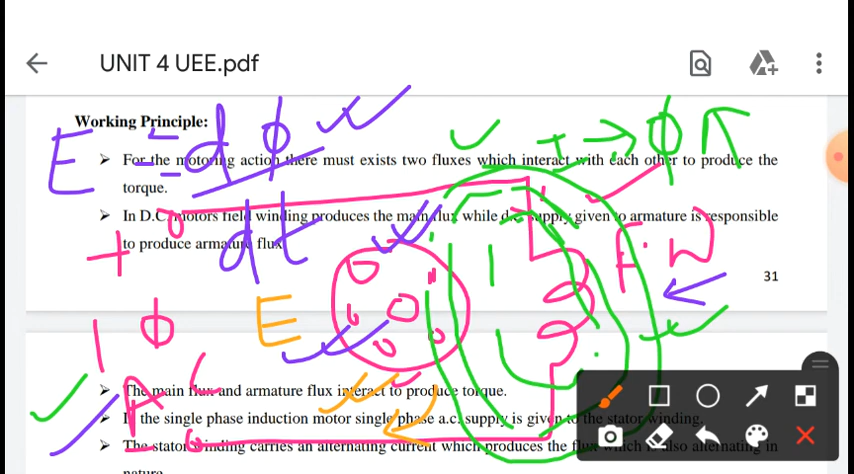 UNIT 4 UEE.pdf
Working Principle:
For the motoring action there must exists two fluxes which interact with each other to produce the
torque.
In D.C. motors field winding produces the main flux while the supply given to armature is responsible
to produce armature flux.
31
The main flux and armature flux interact to produce torque.
In the single phase induction motor single phase a.c. supply is given to the stator winding.
The stator winding carries an alternating current which produces the flux which is also alternating in
nature.
E = -dφ
dt
I → φ
F.W
E
1 φ
A C